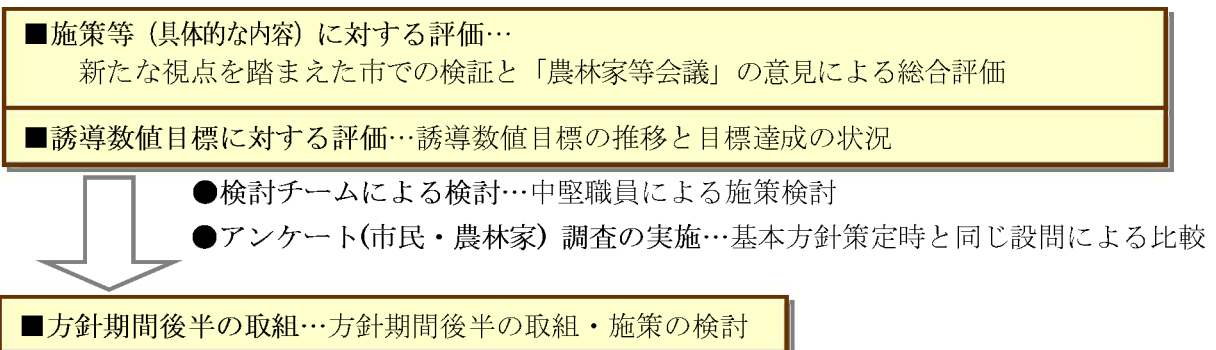 ■施策等（具体的な内容）に対する評価…
新たな視点を踏まえた市での検証と「農林家等会議」の意見による総合評価
■誘導数値目標に対する評価…誘導数値目標の推移と目標達成の状況
●検討チームによる検討…中堅職員による施策検討
●アンケート(市民・農林家) 調査の実施…基本方針策定時と同じ設問による比較
■方針期間後半の取組…方針期間後半の取組・施策の検討